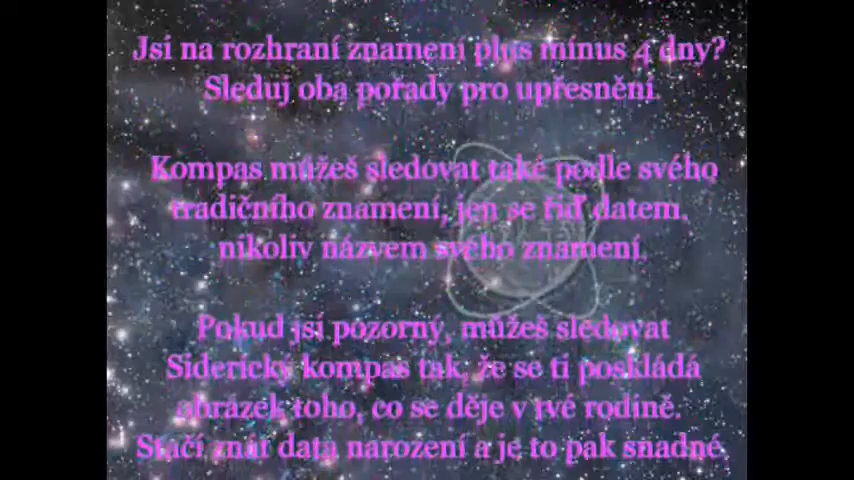 Jsi na rozhraní znamení plus mínus 4 dny?
Sleduj oba pořady pro upřesnění.
Kompas můžeš sledovat také podle svého
tradičního znamení, jen se řiď datem,
nikoliv názvem svého znamení.
Pokud jsi pozorný, můžeš sledovat
Siderický kompas tak, že se ti poskládá
obrázek toho, co se děje v tvé rodině.
Stačí znát data narození a je to pak snadné.